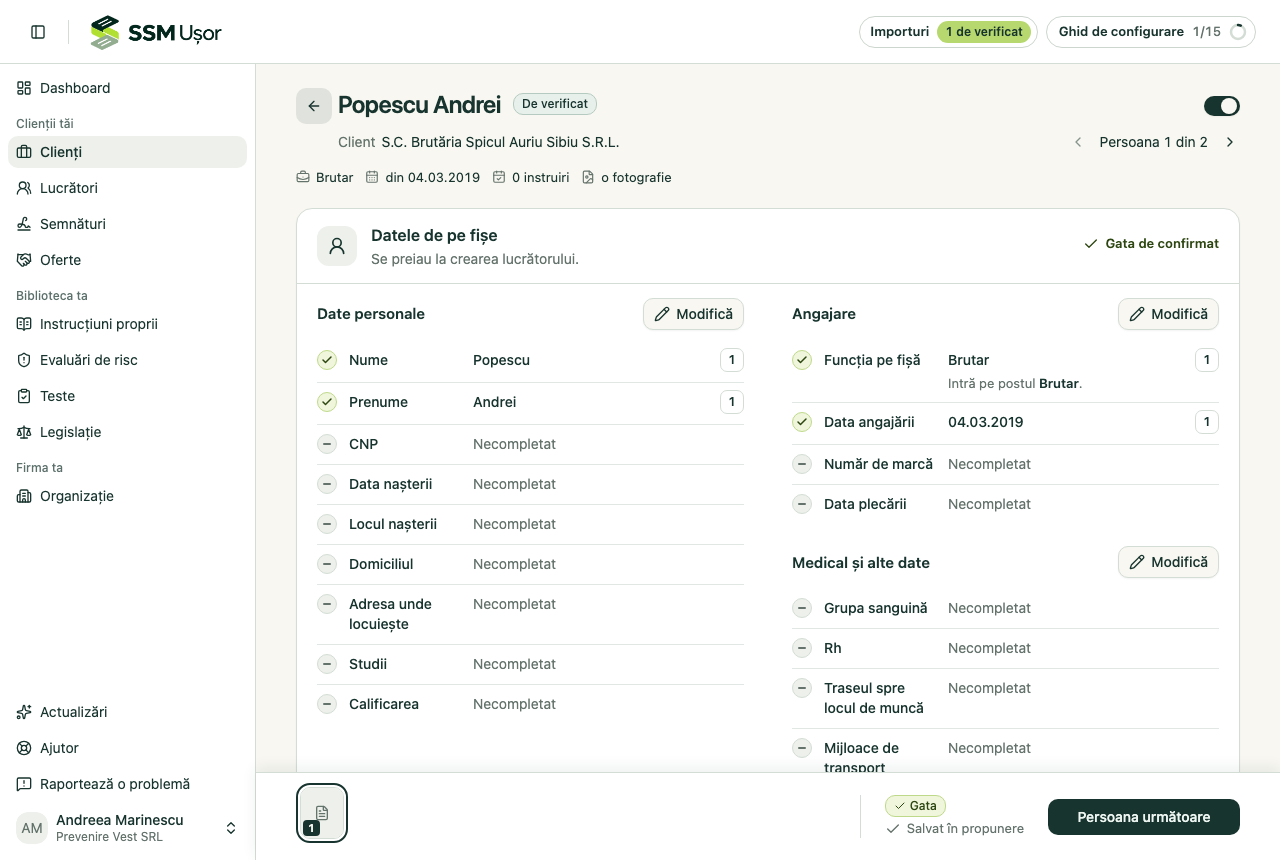 SSM Ușor
Importuri 1 de verificat
Ghid de configurare 1/15
Dashboard
Clienții tăi
Clienți
Lucrători
Semnături
Oferte
Biblioteca ta
Instrucțiuni proprii
Evaluări de risc
Teste
Legislație
Firma ta
Organizație
Actualizări
Ajutor
Raportează o problemă
AM
Andreea Marinescu
Prevenire Vest SRL
Popescu Andrei De verificat
Client S.C. Brutăria Spicul Auriu Sibiu S.R.L.
Persoana 1 din 2
Brutar din 04.03.2019 0 instruiri o fotografie
Datele de pe fișe
Se preiau la crearea lucrătorului.
Gata de confirmat
Date personale Modifică
Nume Popescu 1
Prenume Andrei 1
CNP Necompletat
Data nașterii Necompletat
Locul nașterii Necompletat
Domiciliul Necompletat
Adresa unde Necompletat
locuiește
Studii Necompletat
Calificarea Necompletat
Angajare Modifică
Funcția pe fișă Brutar 1
Intră pe postul Brutar.
Data angajării 04.03.2019 1
Număr de marcă Necompletat
Data plecării Necompletat
Medical și alte date Modifică
Grupa sanguină Necompletat
Rh Necompletat
Traseul spre Necompletat
locul de muncă
Mijloace de Necompletat
transport
1
Gata
Salvat în propunere
Persoana următoare